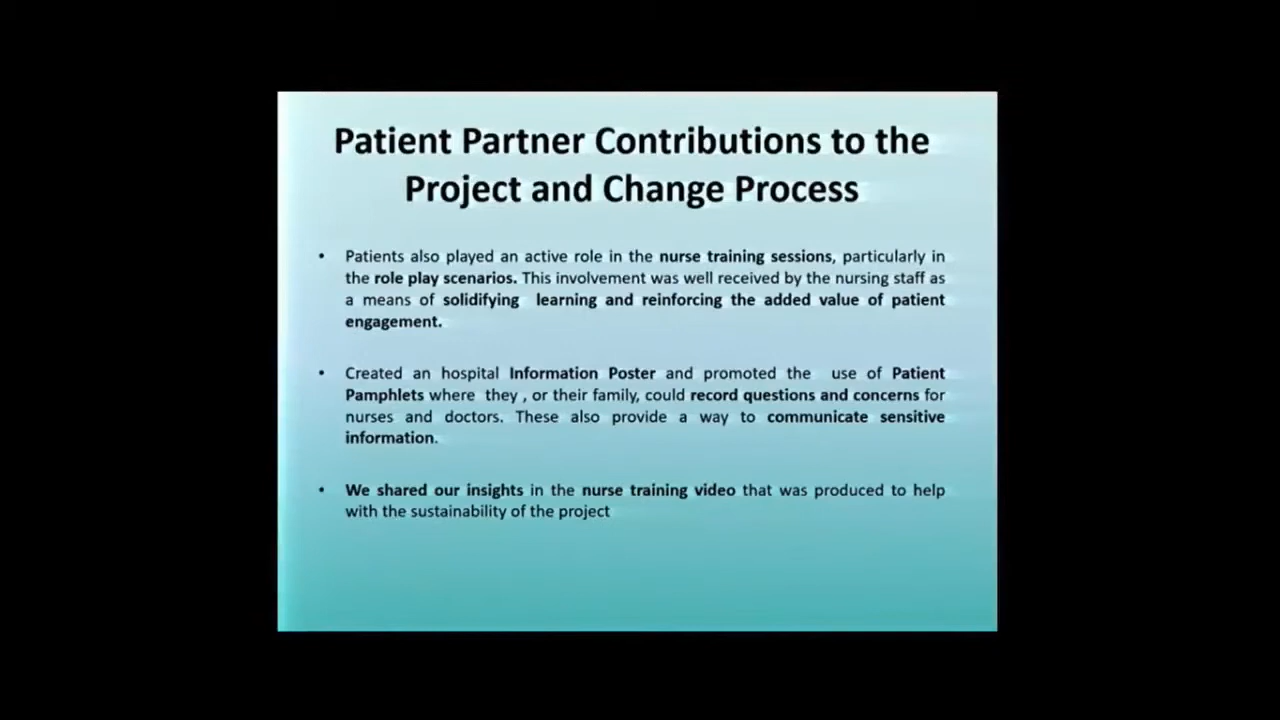 Patient Partner Contributions to the
Project and Change Process
• Patients also played an active role in the nurse training sessions, particularly in
the role play scenarios. This involvement was well received by the nursing staff as
a means of solidifying learning and reinforcing the added value of patient
engagement.
• Created an hospital Information Poster and promoted the use of Patient
Pamphlets where they , or their family, could record questions and concerns for
nurses and doctors. These also provide a way to communicate sensitive
information.
• We shared our insights in the nurse training video that was produced to help
with the sustainability of the project